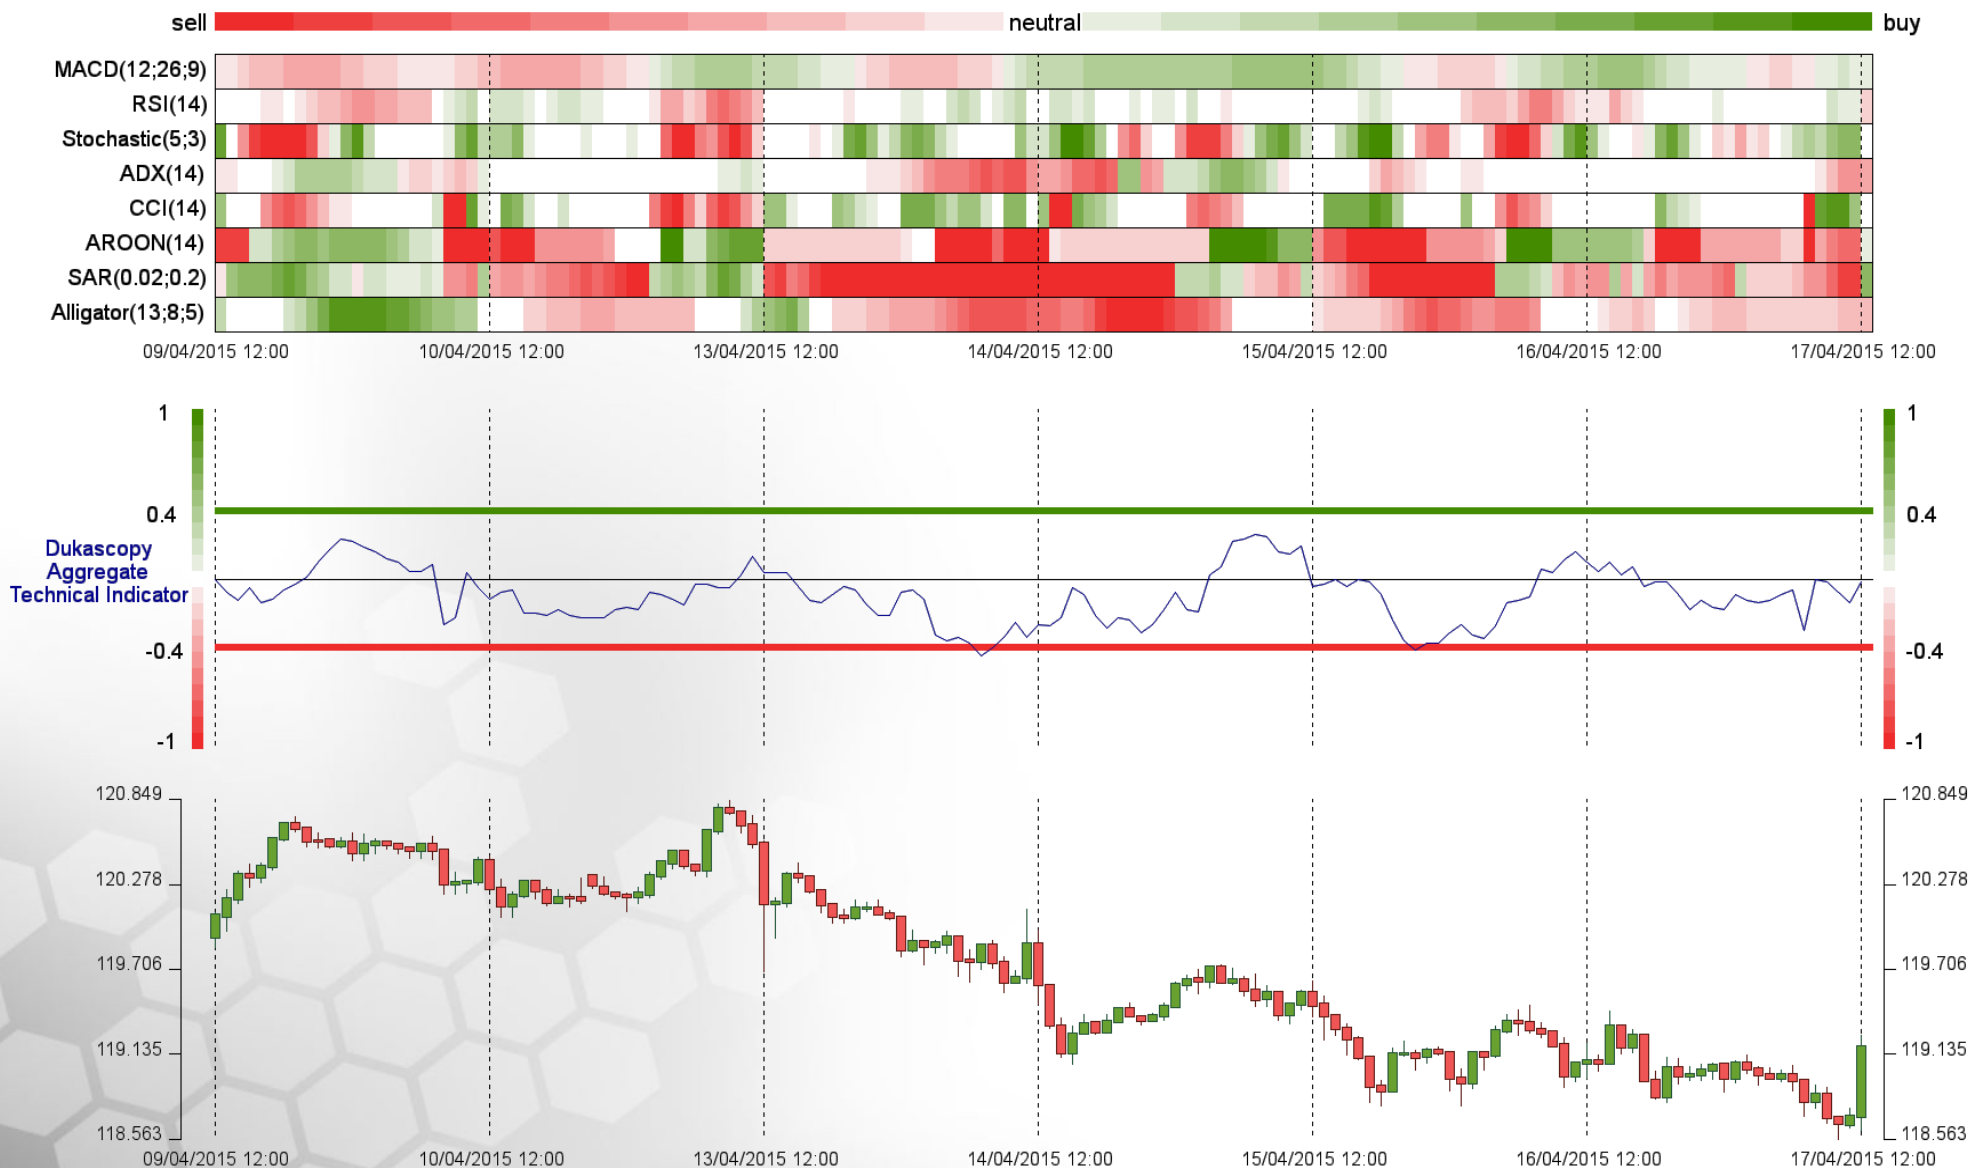 sell neutral buy
MACD(12;26;9)
RSI(14)
Stochastic(5;3)
ADX(14)
CCI(14)
AROON(14)
SAR(0.02;0.2)
Alligator(13;8;5)
09/04/2015 12:00 10/04/2015 12:00 13/04/2015 12:00 14/04/2015 12:00 15/04/2015 12:00 16/04/2015 12:00 17/04/2015 12:00
1 1
0.4 0.4
Dukascopy
Aggregate
Technical Indicator
-0.4 -0.4
-1 -1
120.849 120.849
120.278 120.278
119.706 119.706
119.135 119.135
118.563 118.563
09/04/2015 12:00 10/04/2015 12:00 13/04/2015 12:00 14/04/2015 12:00 15/04/2015 12:00 16/04/2015 12:00 17/04/2015 12:00